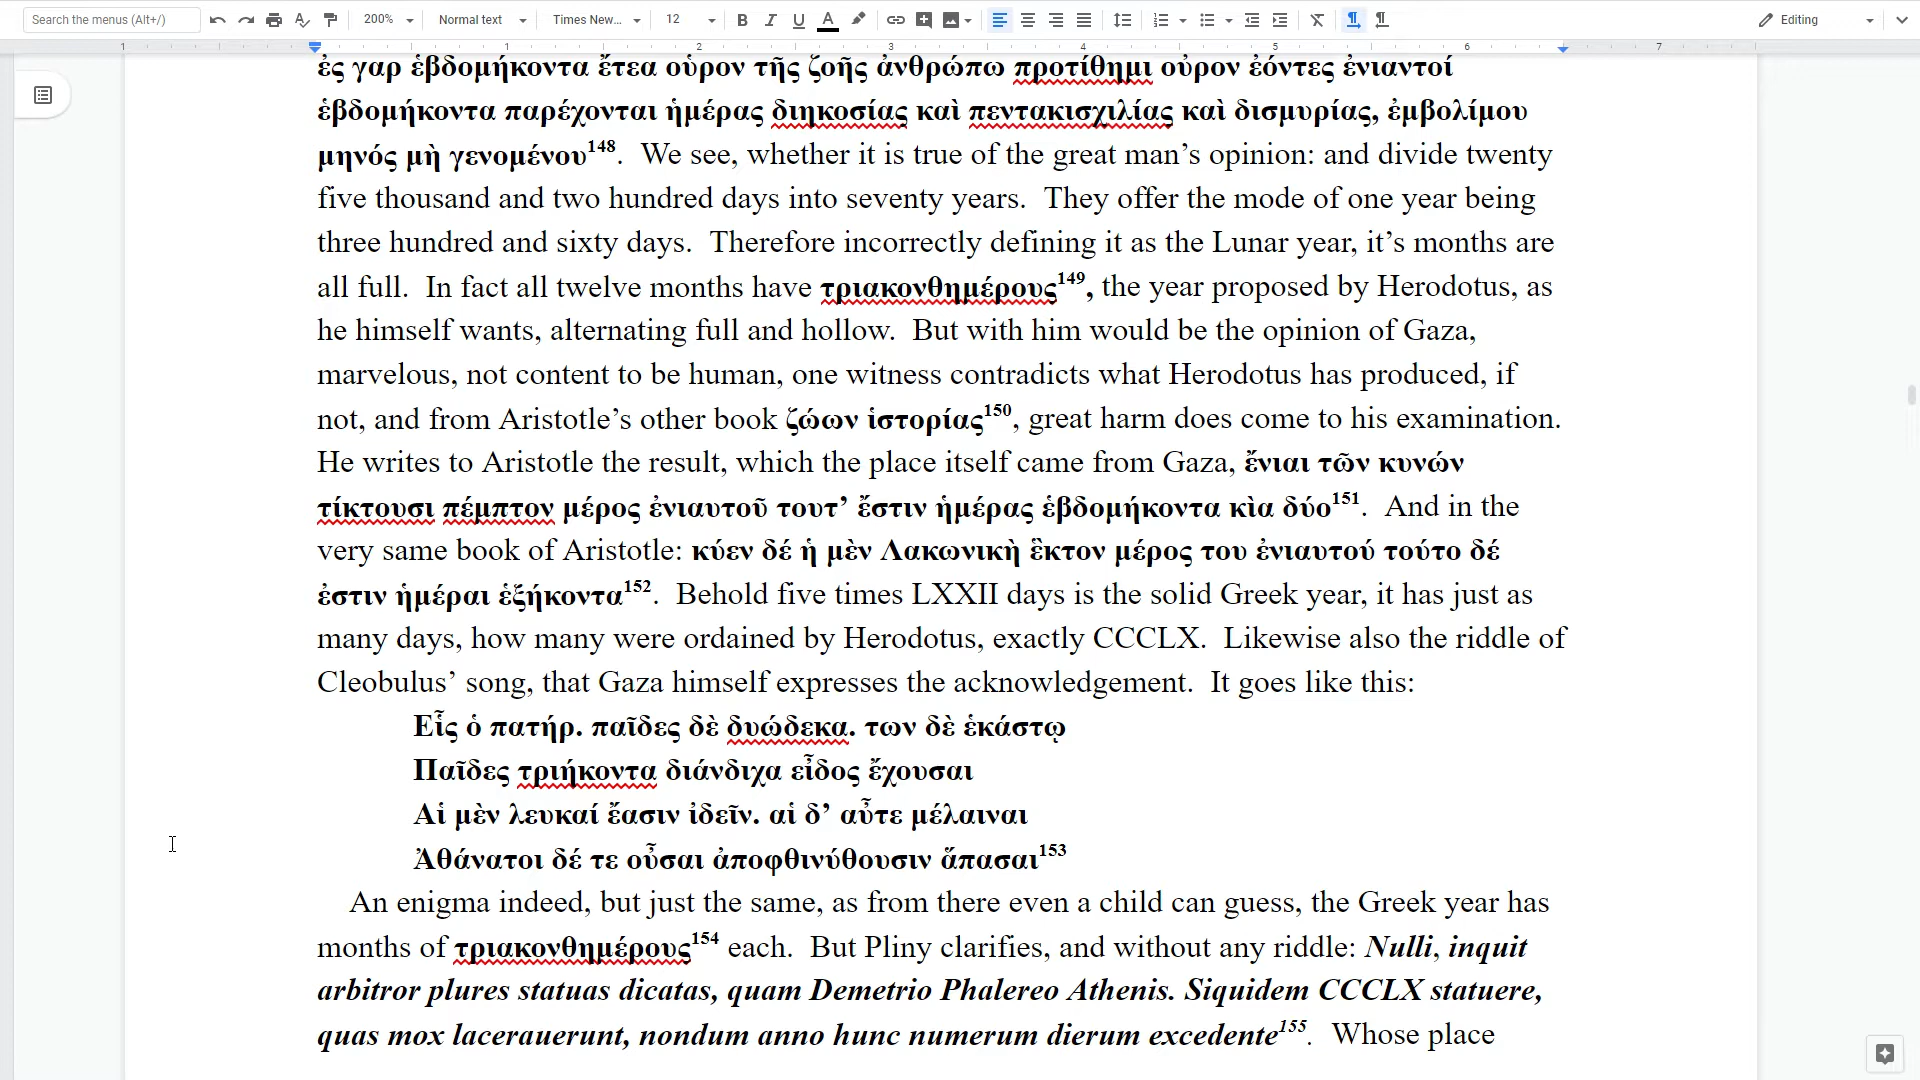 Search the menus (Alt+/)
200%
Normal text
Times New...
12
Editing
1 1 2 3 4 5 6 7
ἐς γαρ ἑβδομήκοντα ἔτεα οὑρον τῆς ζοῆς ἀνθρώπω προτίθημι οὑρον ἐόντες ἐνιαντοί
ἑβδομήκοντα παρέχονται ἡμέρας διηκοσίας καὶ πεντακισχιλίας καὶ δισμυρίας, ἐμβολίμου
μηνός μὴ γενομένου148. We see, whether it is true of the great man’s opinion: and divide twenty
five thousand and two hundred days into seventy years. They offer the mode of one year being
three hundred and sixty days. Therefore incorrectly defining it as the Lunar year, it’s months are
all full. In fact all twelve months have τριακονθημέρους149, the year proposed by Herodotus, as
he himself wants, alternating full and hollow. But with him would be the opinion of Gaza,
marvelous, not content to be human, one witness contradicts what Herodotus has produced, if
not, and from Aristotle’s other book ζώων ἱστορίας150, great harm does come to his examination.
He writes to Aristotle the result, which the place itself came from Gaza, ἔνιαι τῶν κυνών
τίκτουσι πέμπτον μέρος ἐνιαυτοῦ τουτ’ ἔστιν ἡμέρας ἑβδομήκοντα κὶα δύο151. And in the
very same book of Aristotle: κύεν δέ ἡ μὲν Λακωνικὴ ἓκτον μέρος του ἐνιαυτού τούτο δέ
ἐστιν ἡμέραι ἑξήκοντα152. Behold five times LXXII days is the solid Greek year, it has just as
many days, how many were ordained by Herodotus, exactly CCCLX. Likewise also the riddle of
Cleobulus’ song, that Gaza himself expresses the acknowledgement. It goes like this:
Εἷς ὁ πατήρ. παῖδες δὲ δυώδεκα. των δὲ ἑκάστῳ
Παῖδες τριήκοντα διάνδιχα εἶδος ἔχουσαι
Αἱ μὲν λευκαί ἔασιν ἰδεῖν. αἱ δ’ αὖτε μέλαιναι
Ἀθάνατοι δέ τε οὖσαι ἀποφθινύθουσιν ἅπασαι153
An enigma indeed, but just the same, as from there even a child can guess, the Greek year has
months of τριακονθημέρους154 each. But Pliny clarifies, and without any riddle: Nulli, inquit
arbitror plures statuas dicatas, quam Demetrio Phalereo Athenis. Siquidem CCCLX statuere,
quas mox lacerauerunt, nondum anno hunc numerum dierum excedente155. Whose place